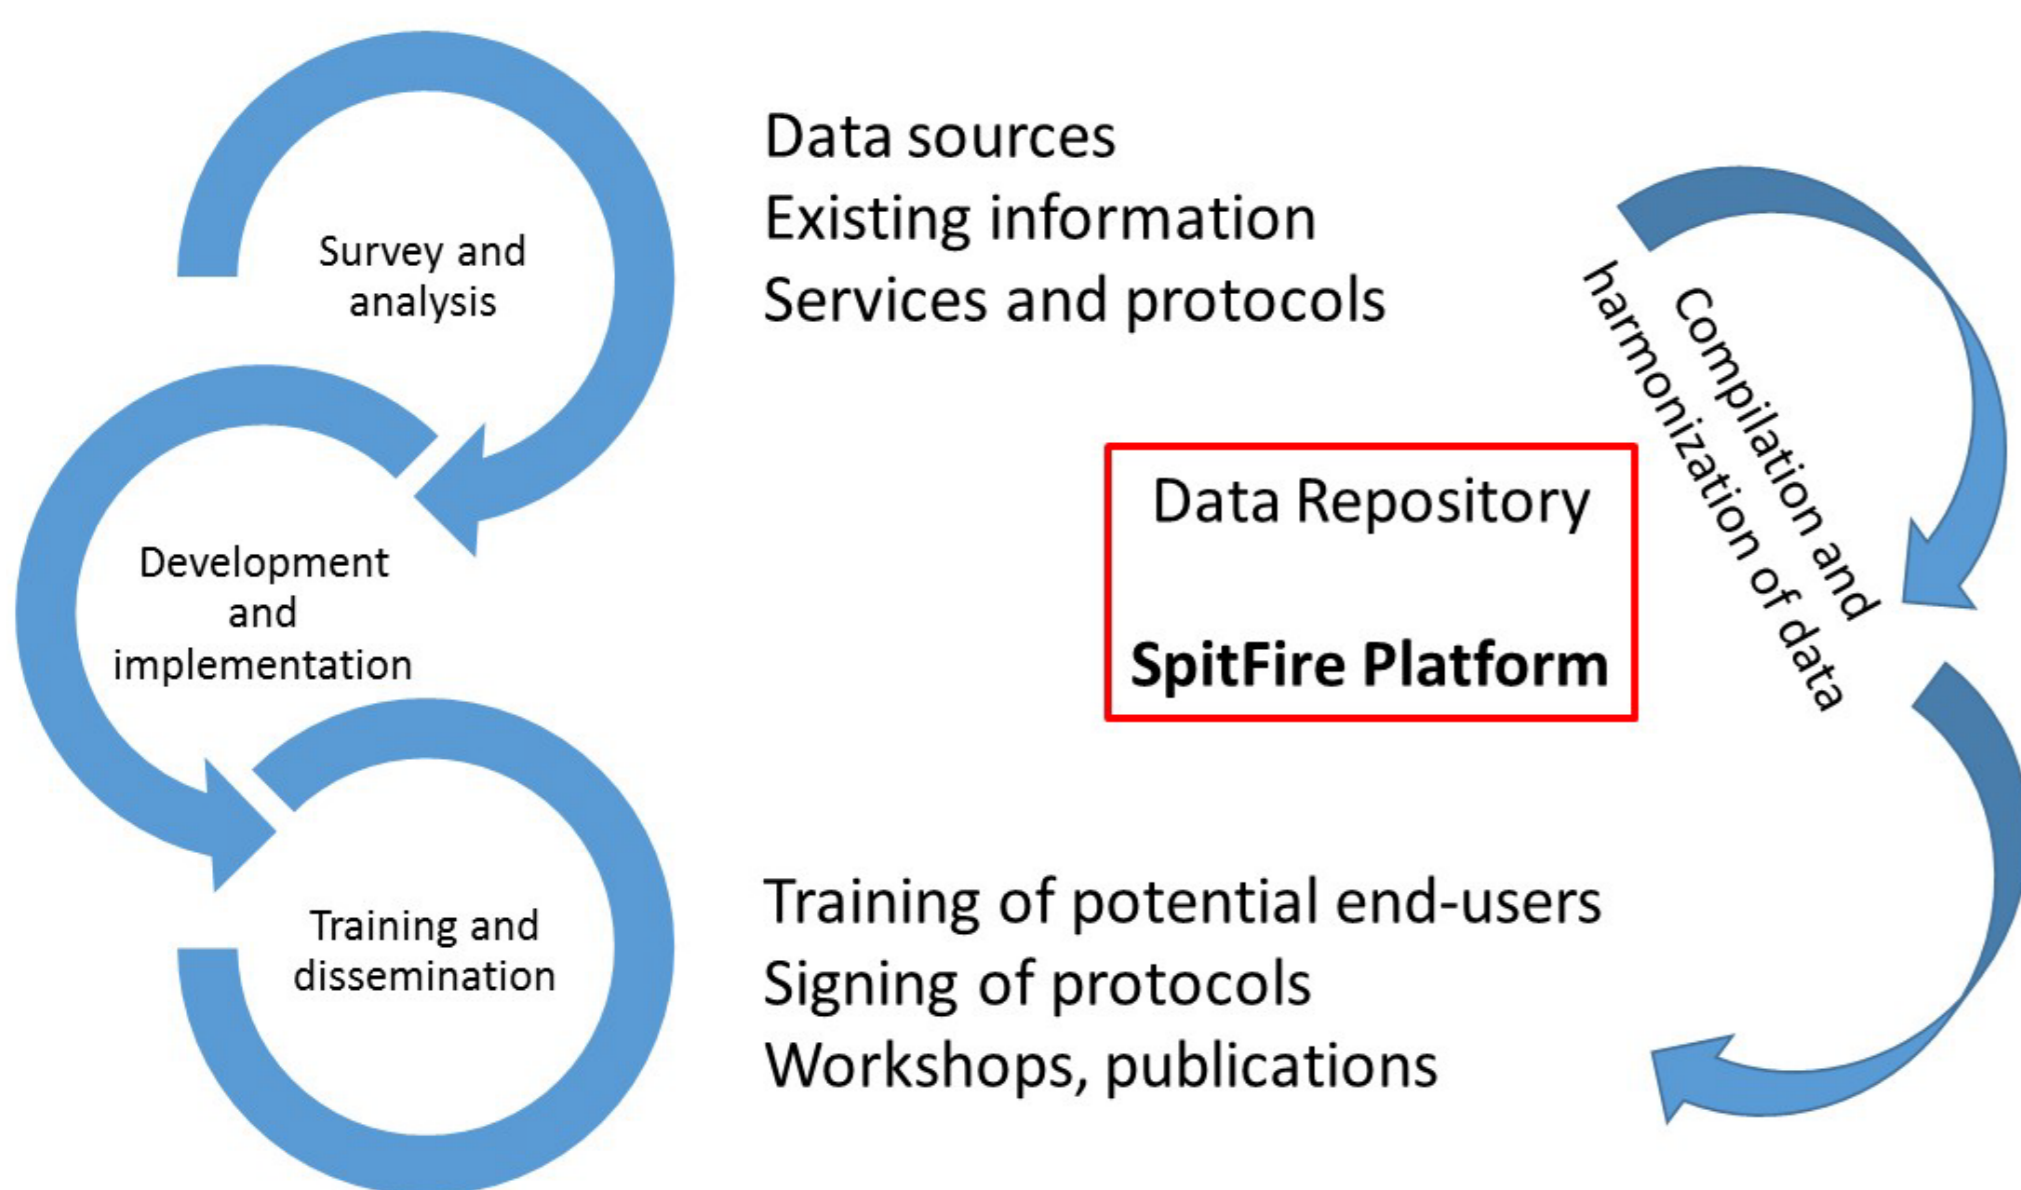 Survey and
analysis
Data sources
Existing information
Services and protocols
Compilation and
harmonization of data
Development
and
implementation
Data Repository
SpitFire Platform
Training and
dissemination
Training of potential end-users
Signing of protocols
Workshops, publications